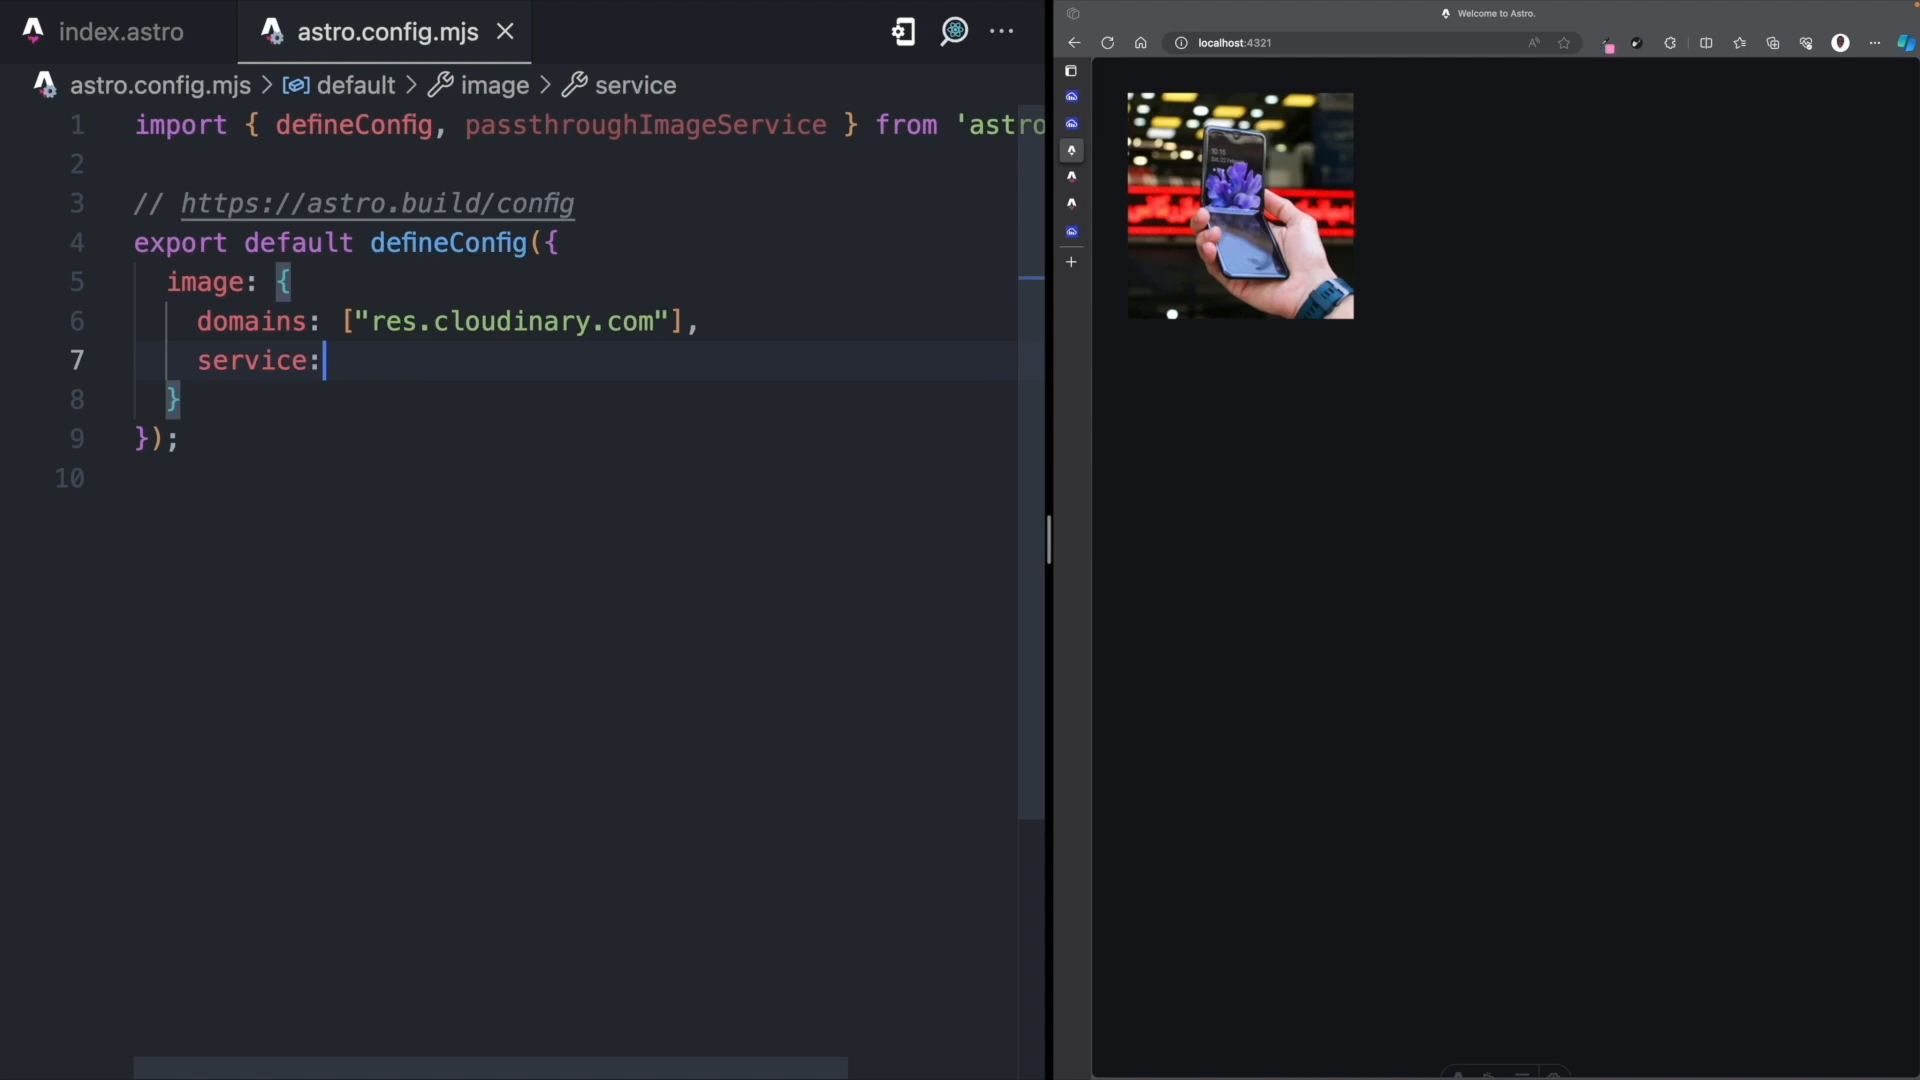 index.astro
astro.config.mjs
astro.config.mjs > default > image > service
1 import { defineConfig, passthroughImageService } from 'astro
2
3 // https://astro.build/config
4 export default defineConfig({
5 image: {
6 domains: ["res.cloudinary.com"],
7 service:
8 }
9 });
10
Welcome to Astro.
localhost:4321
10:15